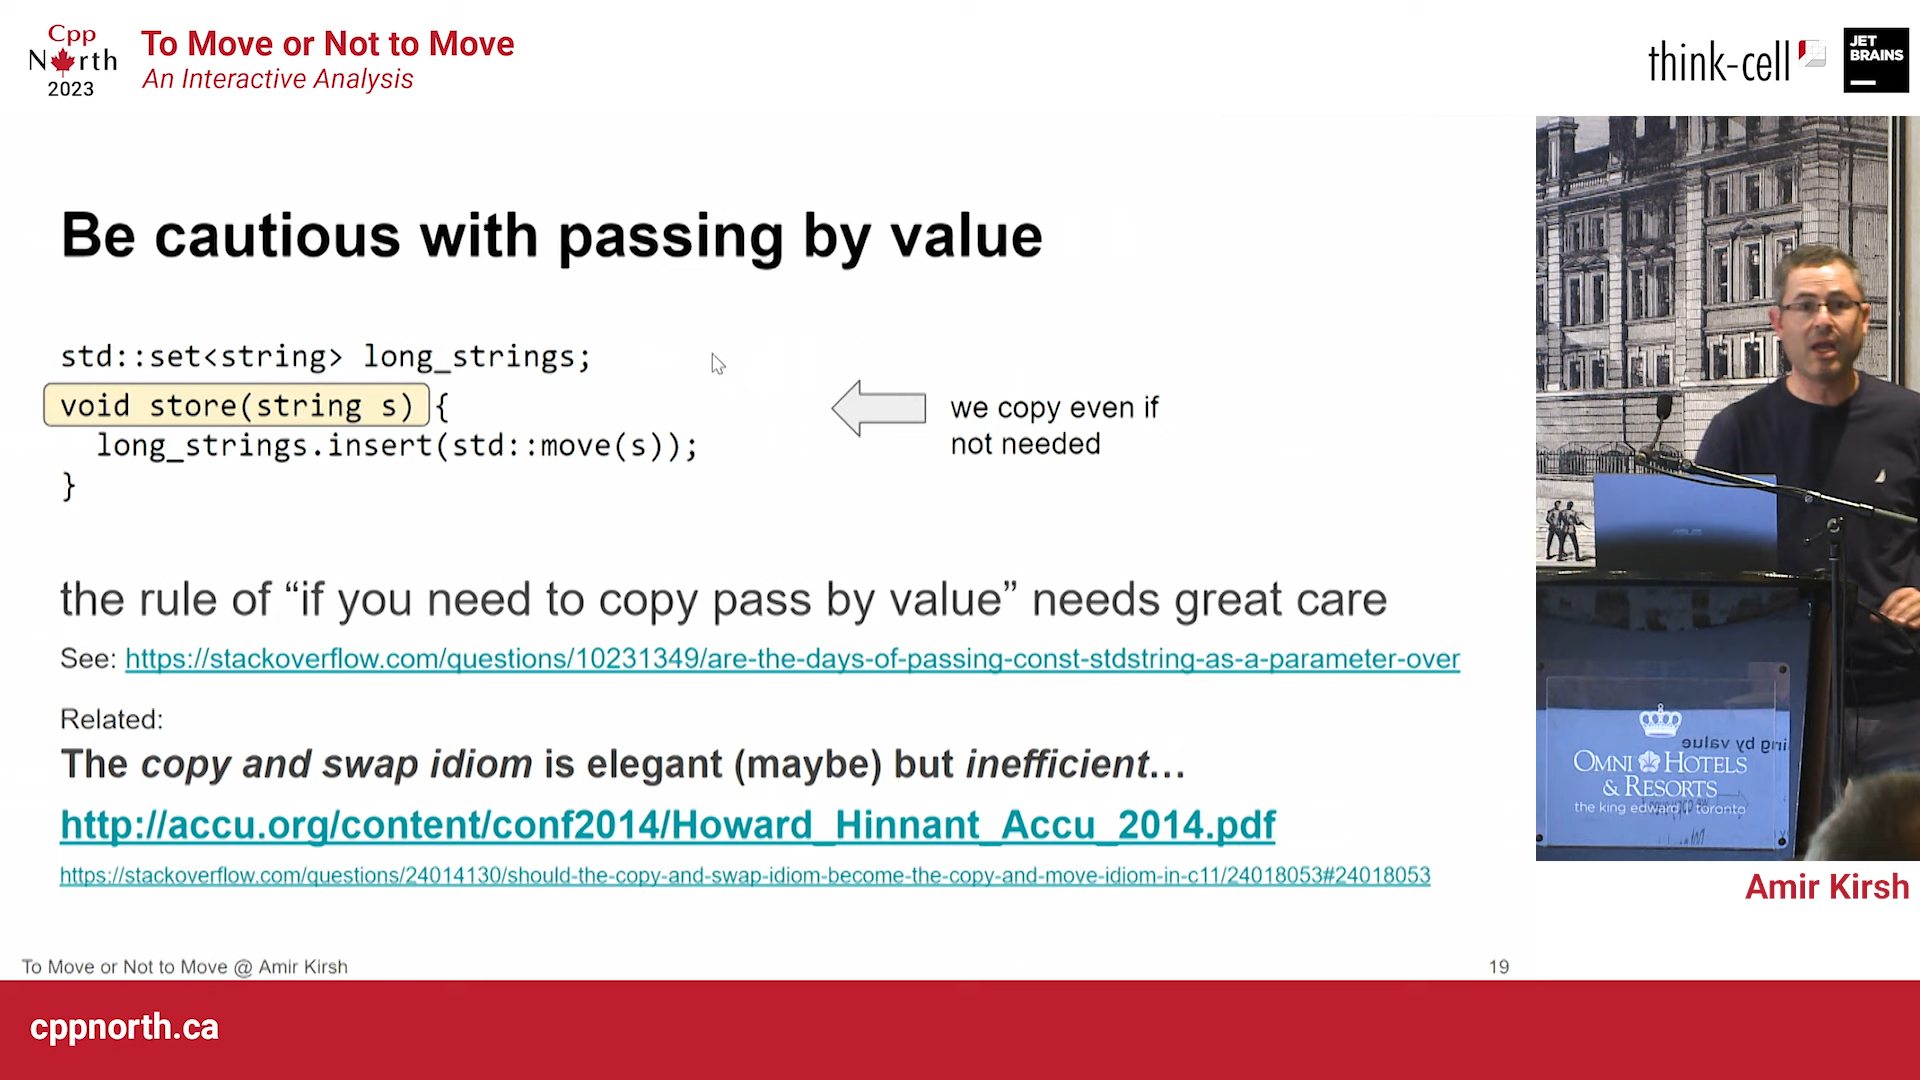 Cpp
North
2023
To Move or Not to Move
An Interactive Analysis
think-cell
JET
BRAINS
Be cautious with passing by value
std::set<string> long_strings;
void store(string s) {
long_strings.insert(std::move(s));
}
we copy even if
not needed
the rule of “if you need to copy pass by value” needs great care
See: https://stackoverflow.com/questions/10231349/are-the-days-of-passing-const-stdstring-as-a-parameter-over
Related:
The copy and swap idiom is elegant (maybe) but inefficient...
http://accu.org/content/conf2014/Howard_Hinnant_Accu_2014.pdf
https://stackoverflow.com/questions/24014130/should-the-copy-and-swap-idiom-become-the-copy-and-move-idiom-in-c11/24018053#24018053
To Move or Not to Move @ Amir Kirsh
19
ASUS
OMNI HOTELS
& RESORTS
the king edward | toronto
Amir Kirsh
cppnorth.ca